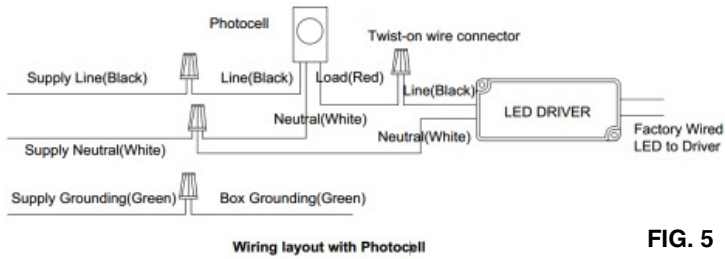 Photocell
Twist-on wire connector
Supply Line(Black)
Line(Black)
Load(Red)
Line(Black)
LED DRIVER
Neutral(White)
Neutral(White)
Factory Wired
LED to Driver
Supply Neutral(White)
Supply Grounding(Green)
Box Grounding(Green)
Wiring layout with Photocell
FIG. 5